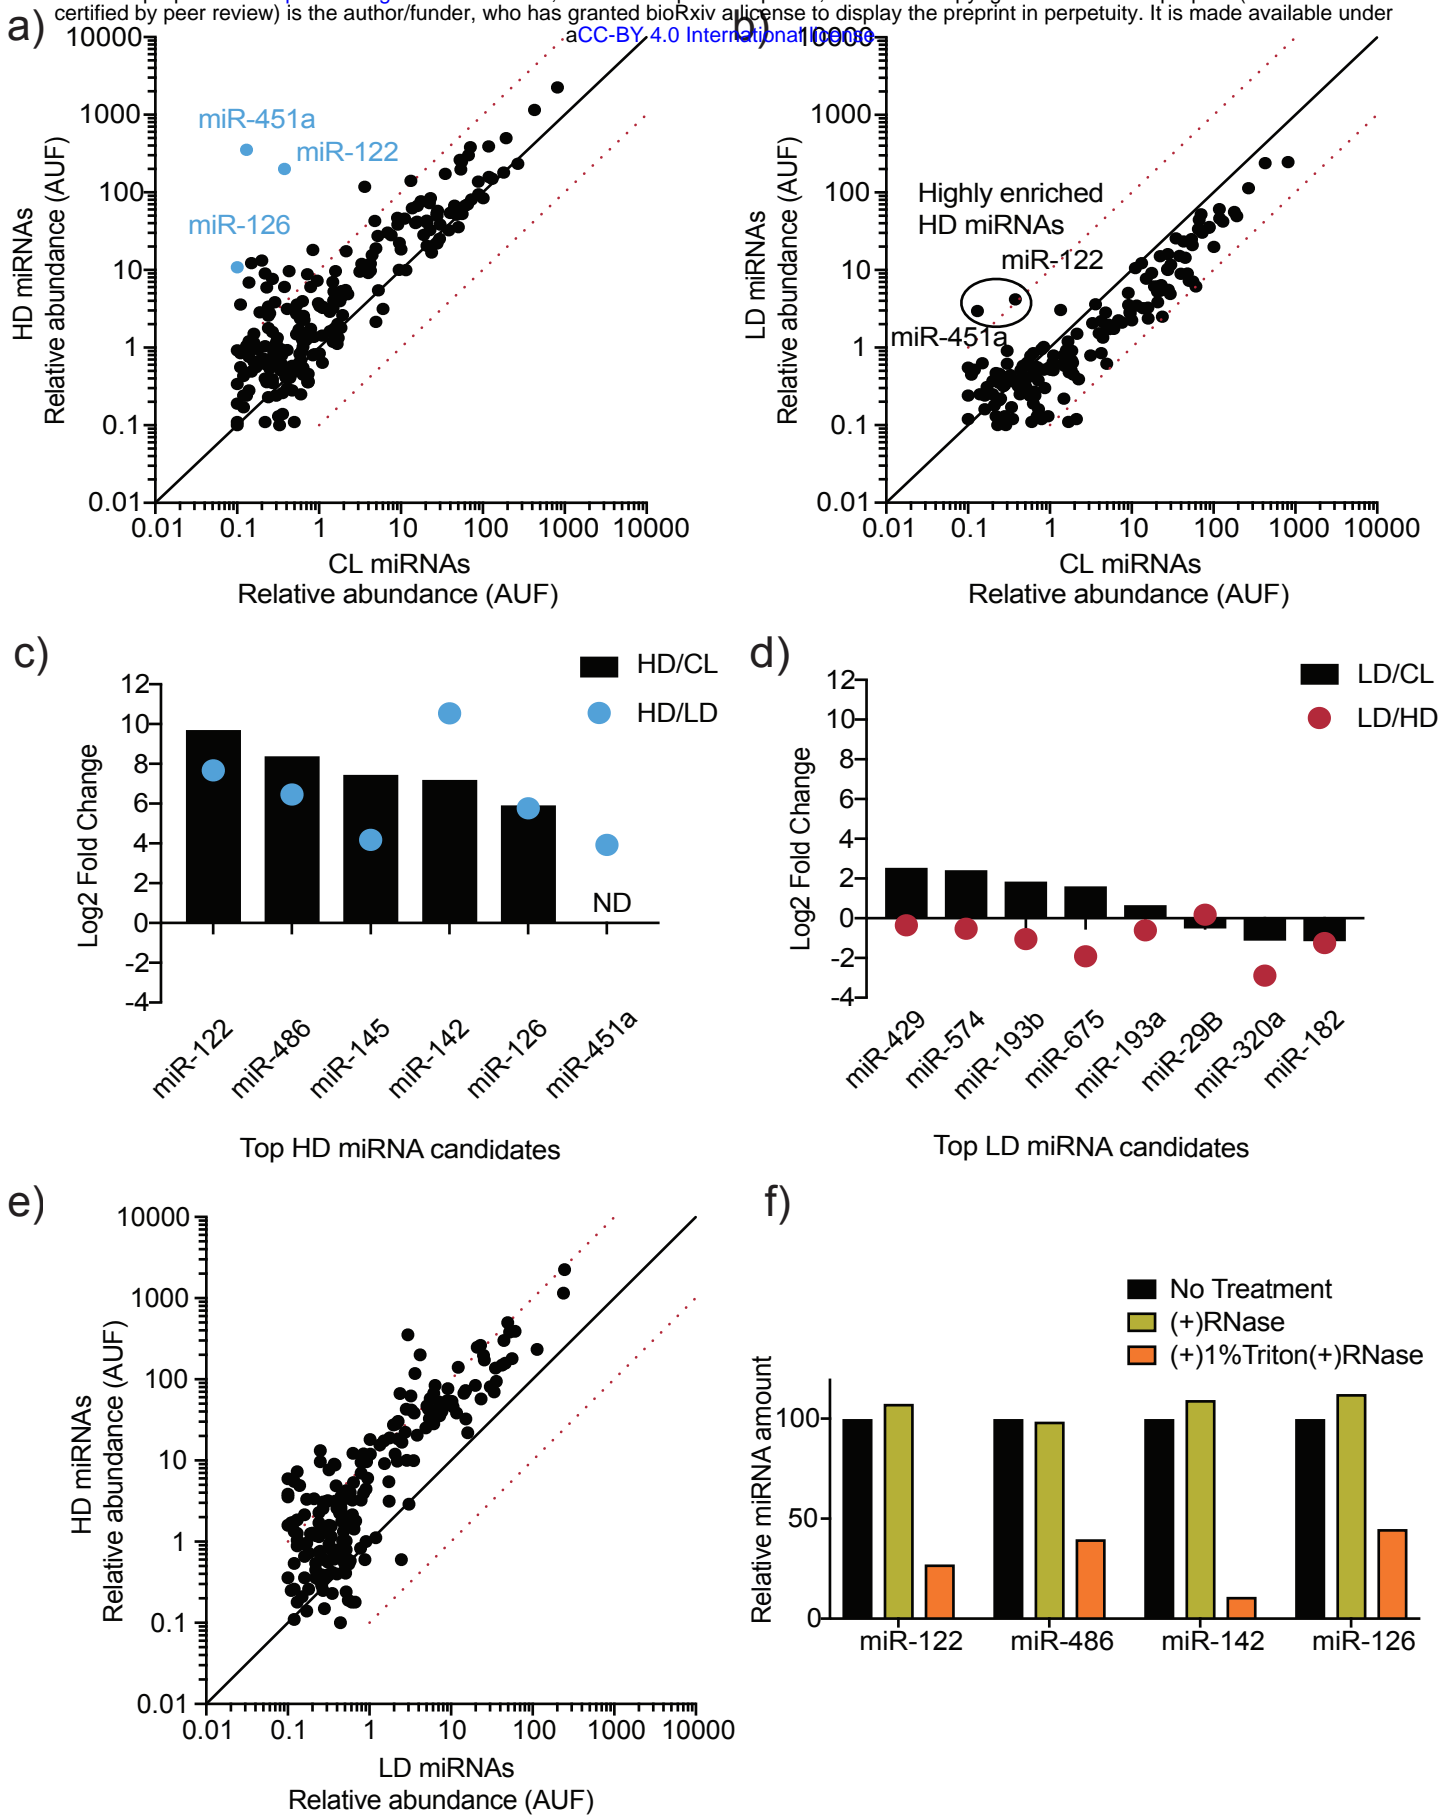 certified by peer review) is the author/funder, who has granted bioRxiv a license to display the preprint in perpetuity. It is made available under
aCC-BY 4.0 International license
a)
10000
1000
100
10
1
0.1
0.01
HD miRNAs
Relative abundance (AUF)
miR-451a
miR-122
miR-126
0.01 0.1 1 10 100 1000 10000
CL miRNAs
Relative abundance (AUF)
b)
10000
1000
100
10
1
0.1
0.01
LD miRNAs
Relative abundance (AUF)
Highly enriched
HD miRNAs
miR-122
miR-451a
0.01 0.1 1 10 100 1000 10000
CL miRNAs
Relative abundance (AUF)
c)
HD/CL
HD/LD
12
10
8
6
4
2
0
-2
-4
Log2 Fold Change
ND
miR-122 miR-486 miR-145 miR-142 miR-126 miR-451a
Top HD miRNA candidates
d)
LD/CL
LD/HD
12
10
8
6
4
2
0
-2
-4
Log2 Fold Change
miR-429 miR-574 miR-193b miR-675 miR-193a miR-29B miR-320a miR-182
Top LD miRNA candidates
e)
10000
1000
100
10
1
0.1
0.01
HD miRNAs
Relative abundance (AUF)
0.01 0.1 1 10 100 1000 10000
LD miRNAs
Relative abundance (AUF)
f)
No Treatment
(+)RNase
(+)1%Triton(+)RNase
Relative miRNA amount
100
50
0
miR-122 miR-486 miR-142 miR-126